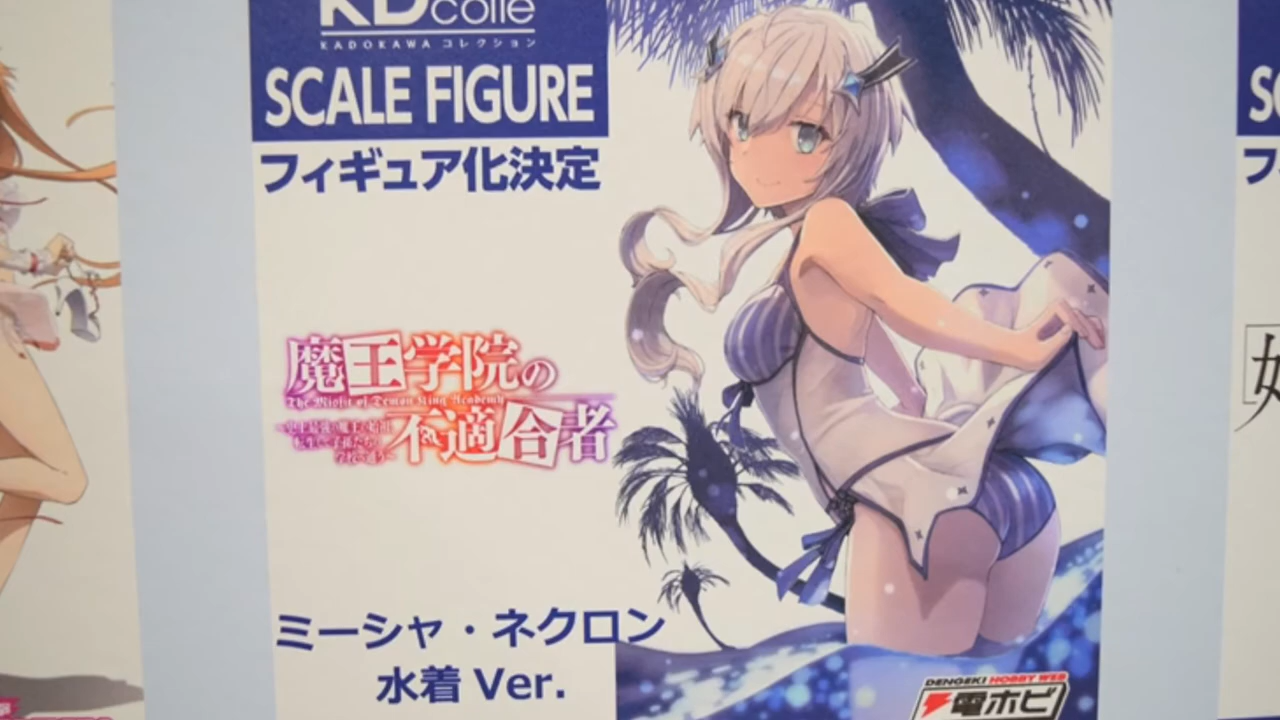 KDcolle
KADOKAWA コレクション
SCALE FIGURE
フィギュア化決定
魔王学院の
The Misfit of Demon King Academy
不適合者
ミーシャ・ネクロン
水着 Ver.
DENGEKI HOBBY WEB
電ホビ
フ